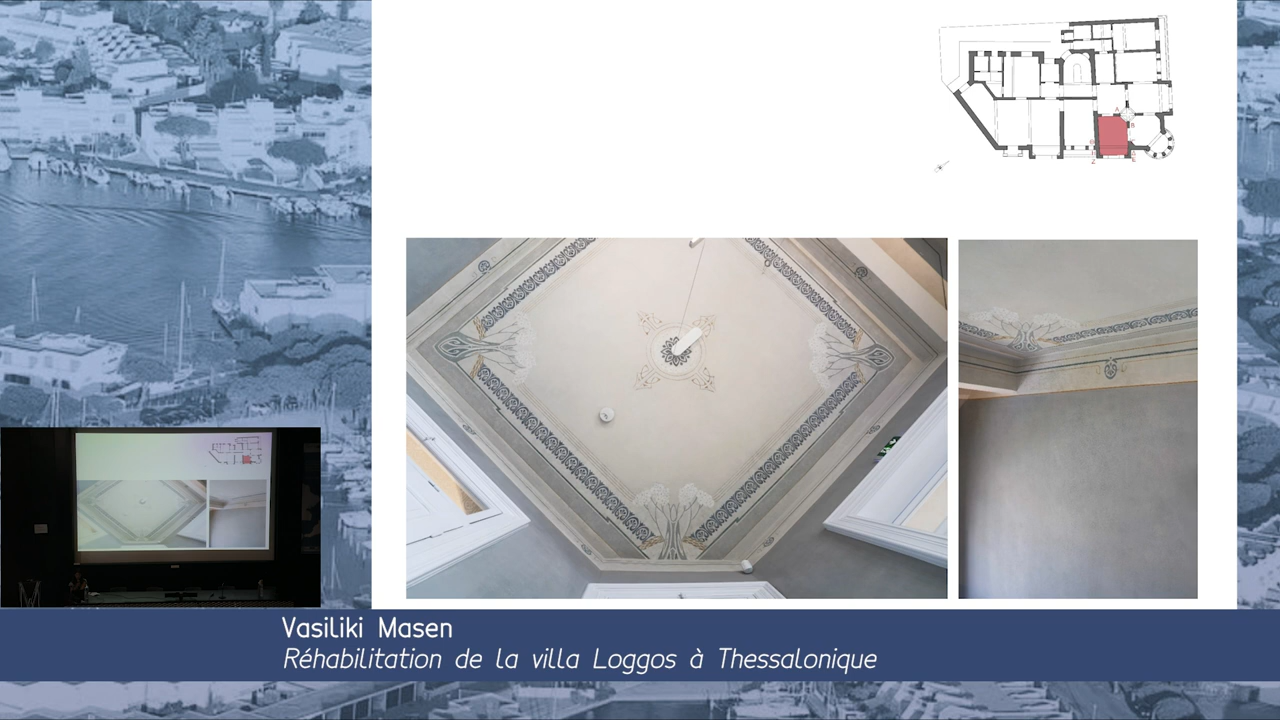 Vasiliki Masen
Réhabilitation de la villa Loggos à Thessalonique